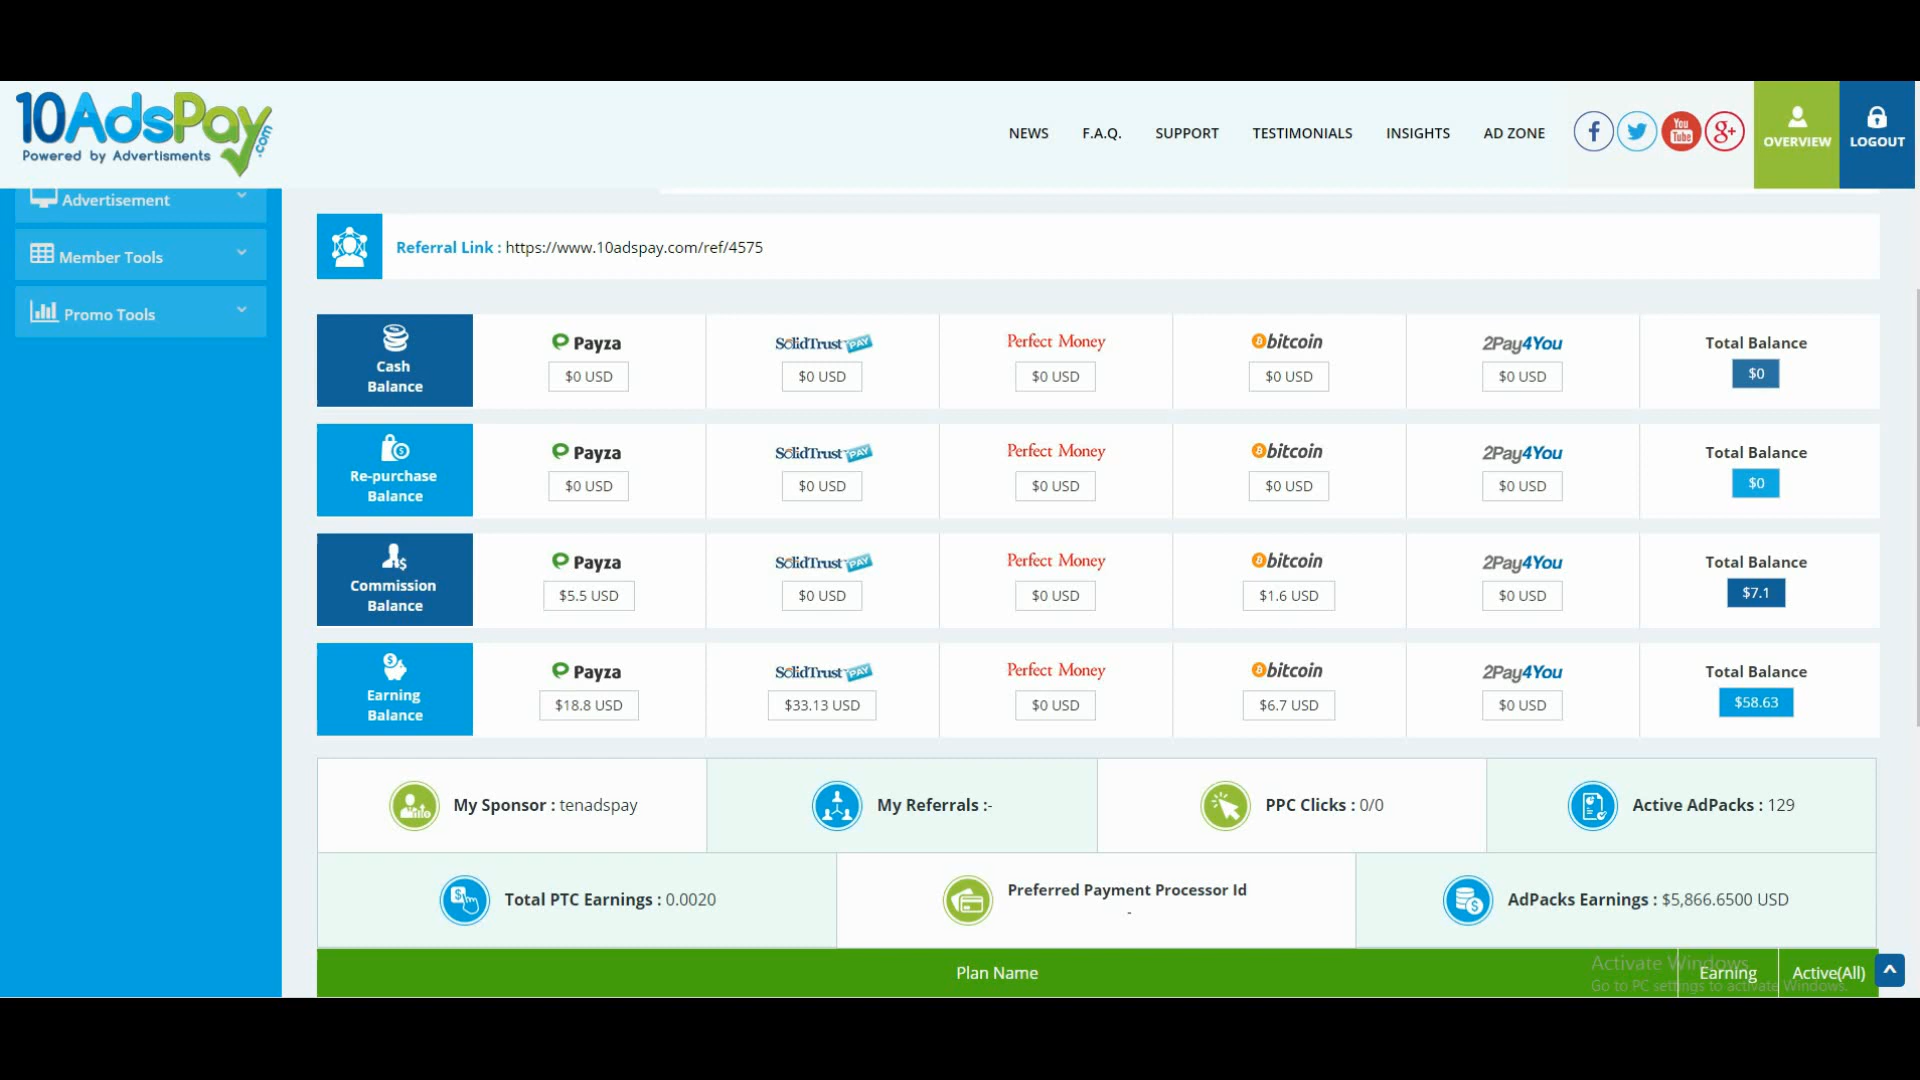 10AdsPay.com
Powered by Advertisments
NEWS F.A.Q. SUPPORT TESTIMONIALS INSIGHTS AD ZONE
You Tube
OVERVIEW
LOGOUT
Advertisement
Member Tools
Promo Tools
Referral Link : https://www.10adspay.com/ref/4575
Cash Balance
Payza $0 USD
SolidTrust PAY $0 USD
Perfect Money $0 USD
bitcoin $0 USD
2Pay4You $0 USD
Total Balance $0
Re-purchase Balance
Payza $0 USD
SolidTrust PAY $0 USD
Perfect Money $0 USD
bitcoin $0 USD
2Pay4You $0 USD
Total Balance $0
Commission Balance
Payza $5.5 USD
SolidTrust PAY $0 USD
Perfect Money $0 USD
bitcoin $1.6 USD
2Pay4You $0 USD
Total Balance $7.1
Earning Balance
Payza $18.8 USD
SolidTrust PAY $33.13 USD
Perfect Money $0 USD
bitcoin $6.7 USD
2Pay4You $0 USD
Total Balance $58.63
My Sponsor : tenadspay
My Referrals :-
PPC Clicks : 0/0
Active AdPacks : 129
Total PTC Earnings : 0.0020
Preferred Payment Processor Id
-
AdPacks Earnings : $5,866.6500 USD
Plan Name Earning Active(All)
Activate Windows
Go to PC settings to activate Windows.